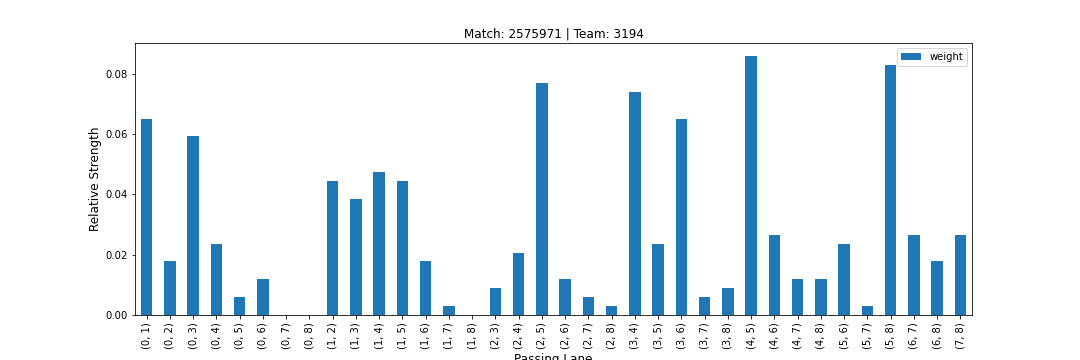 Match: 2575971 | Team: 3194
weight
Relative Strength
0.08
0.06
0.04
0.02
0.00
(0, 1) (0, 2) (0, 3) (0, 4) (0, 5) (0, 6) (0, 7) (0, 8) (1, 2) (1, 3) (1, 4) (1, 5) (1, 6) (1, 7) (1, 8) (2, 3) (2, 4) (2, 5) (2, 6) (2, 7) (2, 8) (3, 4) (3, 5) (3, 6) (3, 7) (3, 8) (4, 5) (4, 6) (4, 7) (4, 8) (5, 6) (5, 7) (5, 8) (6, 7) (6, 8) (7, 8)
Passing Lane